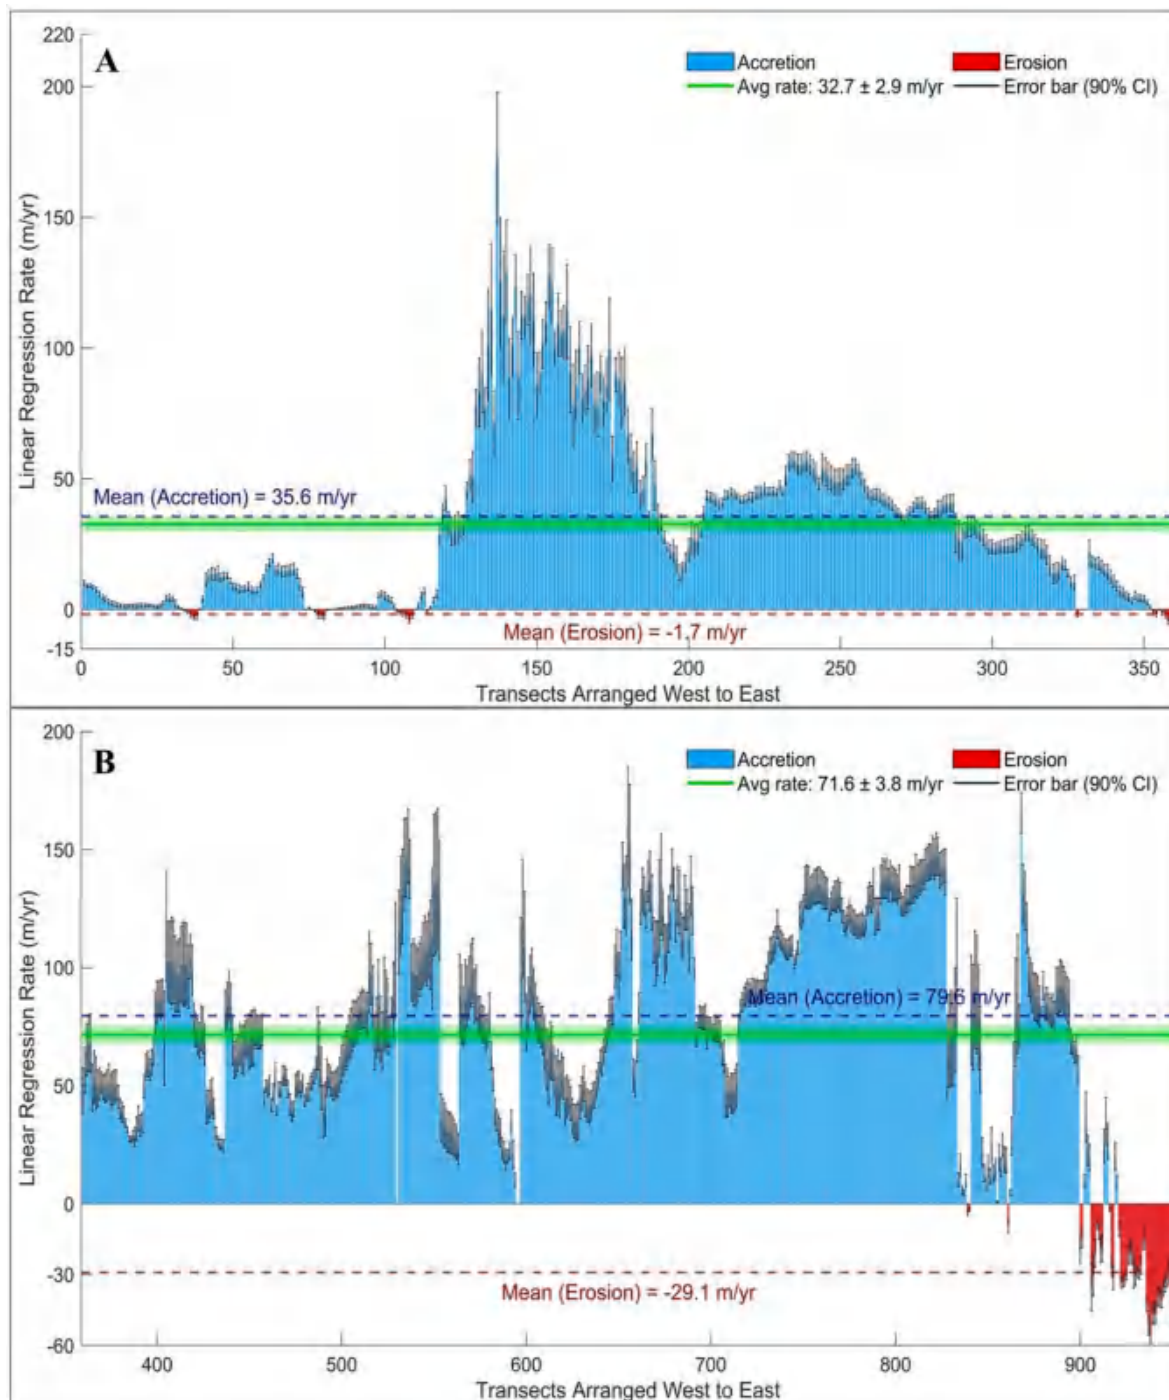 A
Accretion
Erosion
Avg rate: 32.7 ± 2.9 m/yr
Error bar (90% CI)
Linear Regression Rate (m/yr)
220
200
150
100
50
0
-15
Mean (Accretion) = 35.6 m/yr
Mean (Erosion) = -1.7 m/yr
0 50 100 150 200 250 300 350
Transects Arranged West to East
B
Accretion
Erosion
Avg rate: 71.6 ± 3.8 m/yr
Error bar (90% CI)
Linear Regression Rate (m/yr)
200
150
100
50
0
-30
-60
Mean (Accretion) = 79.6 m/yr
Mean (Erosion) = -29.1 m/yr
400 500 600 700 800 900
Transects Arranged West to East